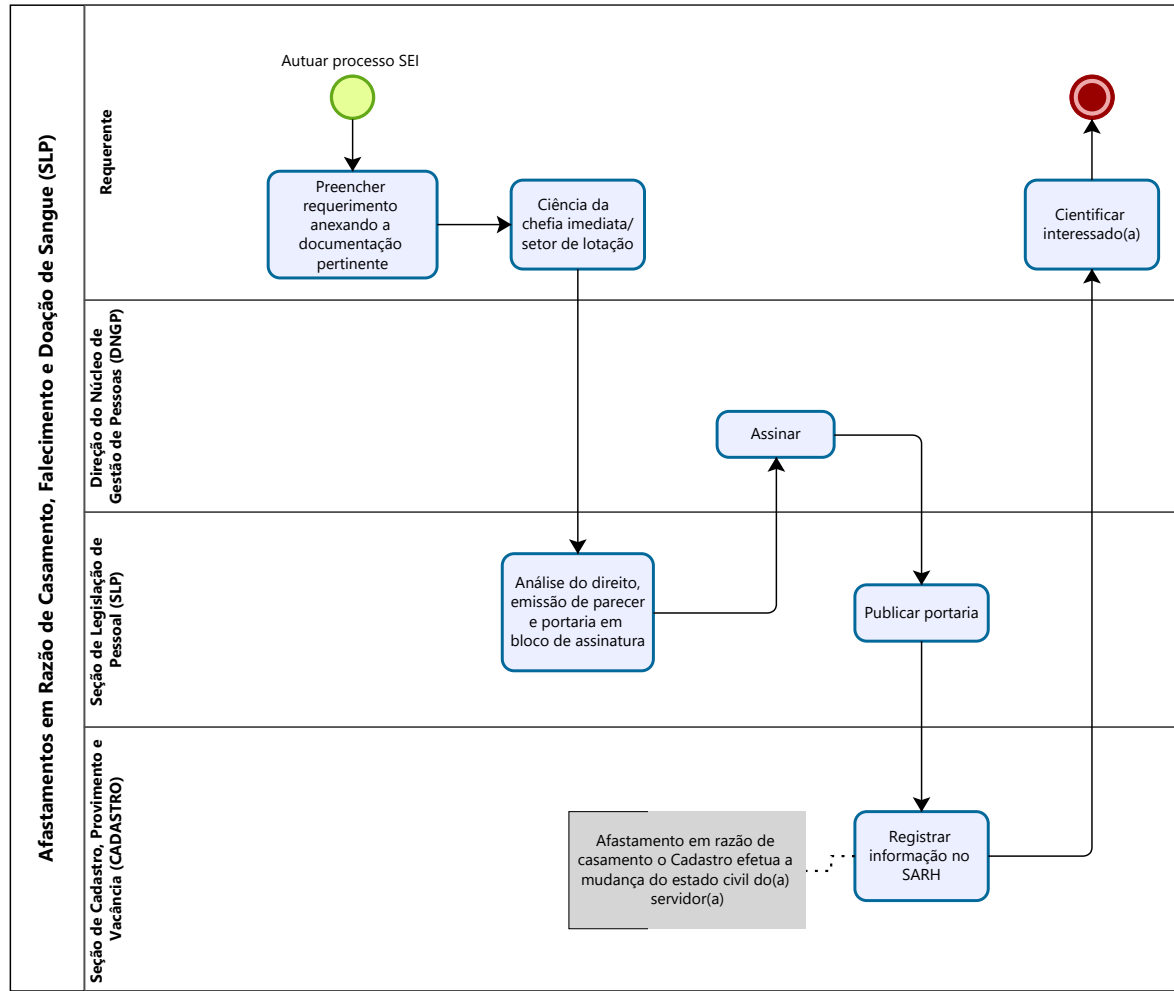 Afastamentos em Razão de Casamento, Falecimento e Doação de Sangue (SLP)
Requerente
Autuar processo SEI
Preencher
requerimento
anexando a
documentação
pertinente
Ciência da
chefia imediata/
setor de lotação
Cientificar
interessado(a)
Direção do Núcleo de
Gestão de Pessoas (DNGP)
Assinar
Seção de Legislação de
Pessoal (SLP)
Análise do direito,
emissão de parecer
e portaria em
bloco de assinatura
Publicar portaria
Seção de Cadastro, Provimento e
Vacância (CADASTRO)
Afastamento em razão de
casamento o Cadastro efetua a
mudança do estado civil do(a)
servidor(a)
Registrar
informação no
SARH